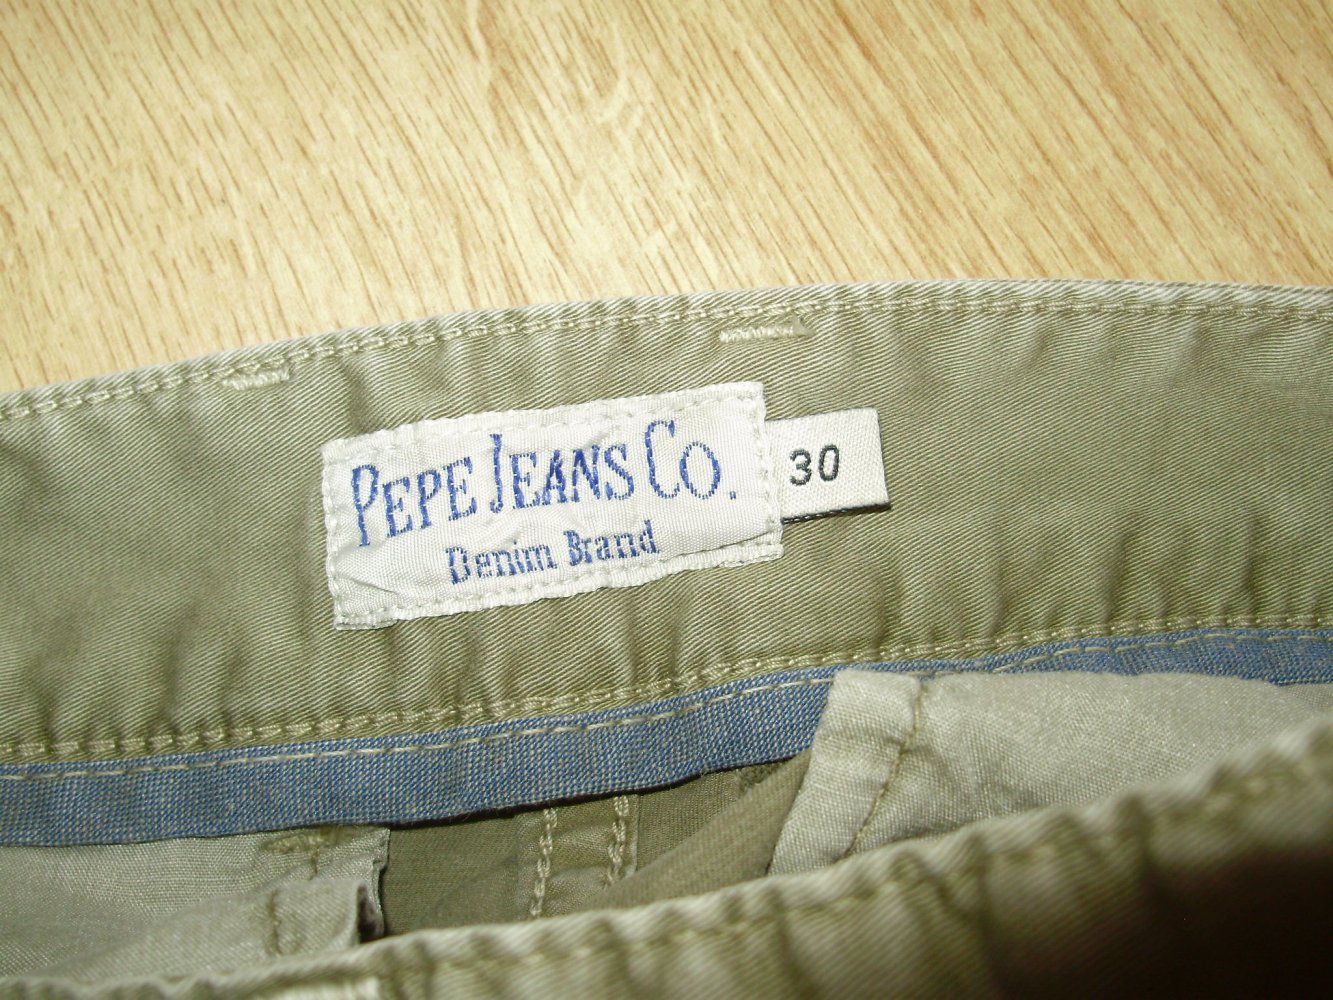 PEPE JEANS CO.
Denim Brand
30